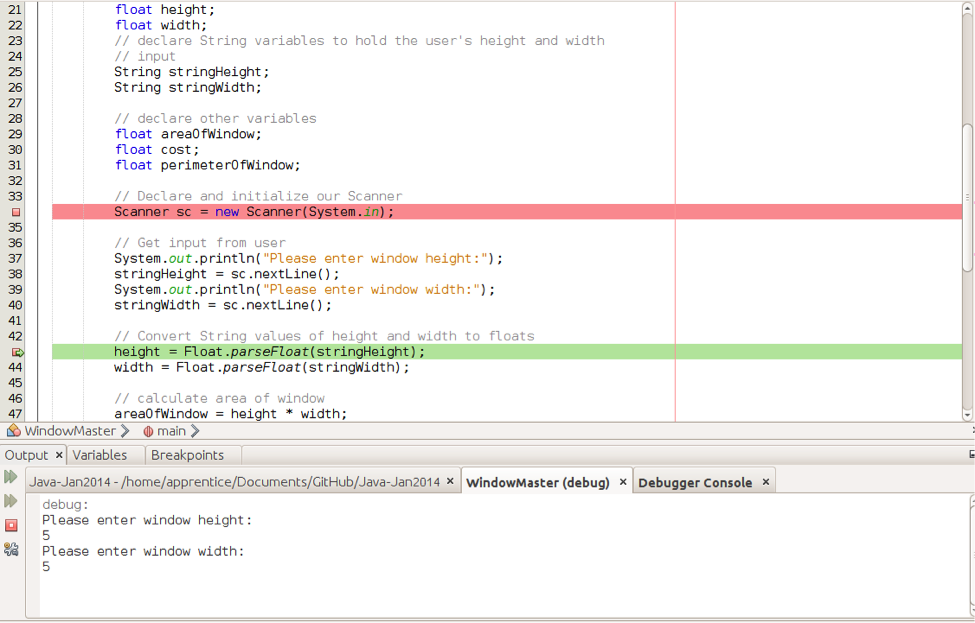 21 float height;
22 float width;
23 // declare String variables to hold the user's height and width
24 // input
25 String stringHeight;
26 String stringWidth;
27
28 // declare other variables
29 float areaOfWindow;
30 float cost;
31 float perimeterOfWindow;
32
33 // Declare and initialize our Scanner
Scanner sc = new Scanner(System.in);
35
36 // Get input from user
37 System.out.println("Please enter window height:");
38 stringHeight = sc.nextLine();
39 System.out.println("Please enter window width:");
40 stringWidth = sc.nextLine();
41
42 // Convert String values of height and width to floats
height = Float.parseFloat(stringHeight);
44 width = Float.parseFloat(stringWidth);
45
46 // calculate area of window
47 areaOfWindow = height * width;
WindowMaster main
Output × Variables Breakpoints
Java-Jan2014 - /home/apprentice/Documents/GitHub/Java-Jan2014 × WindowMaster (debug) × Debugger Console ×
debug:
Please enter window height:
5
Please enter window width:
5